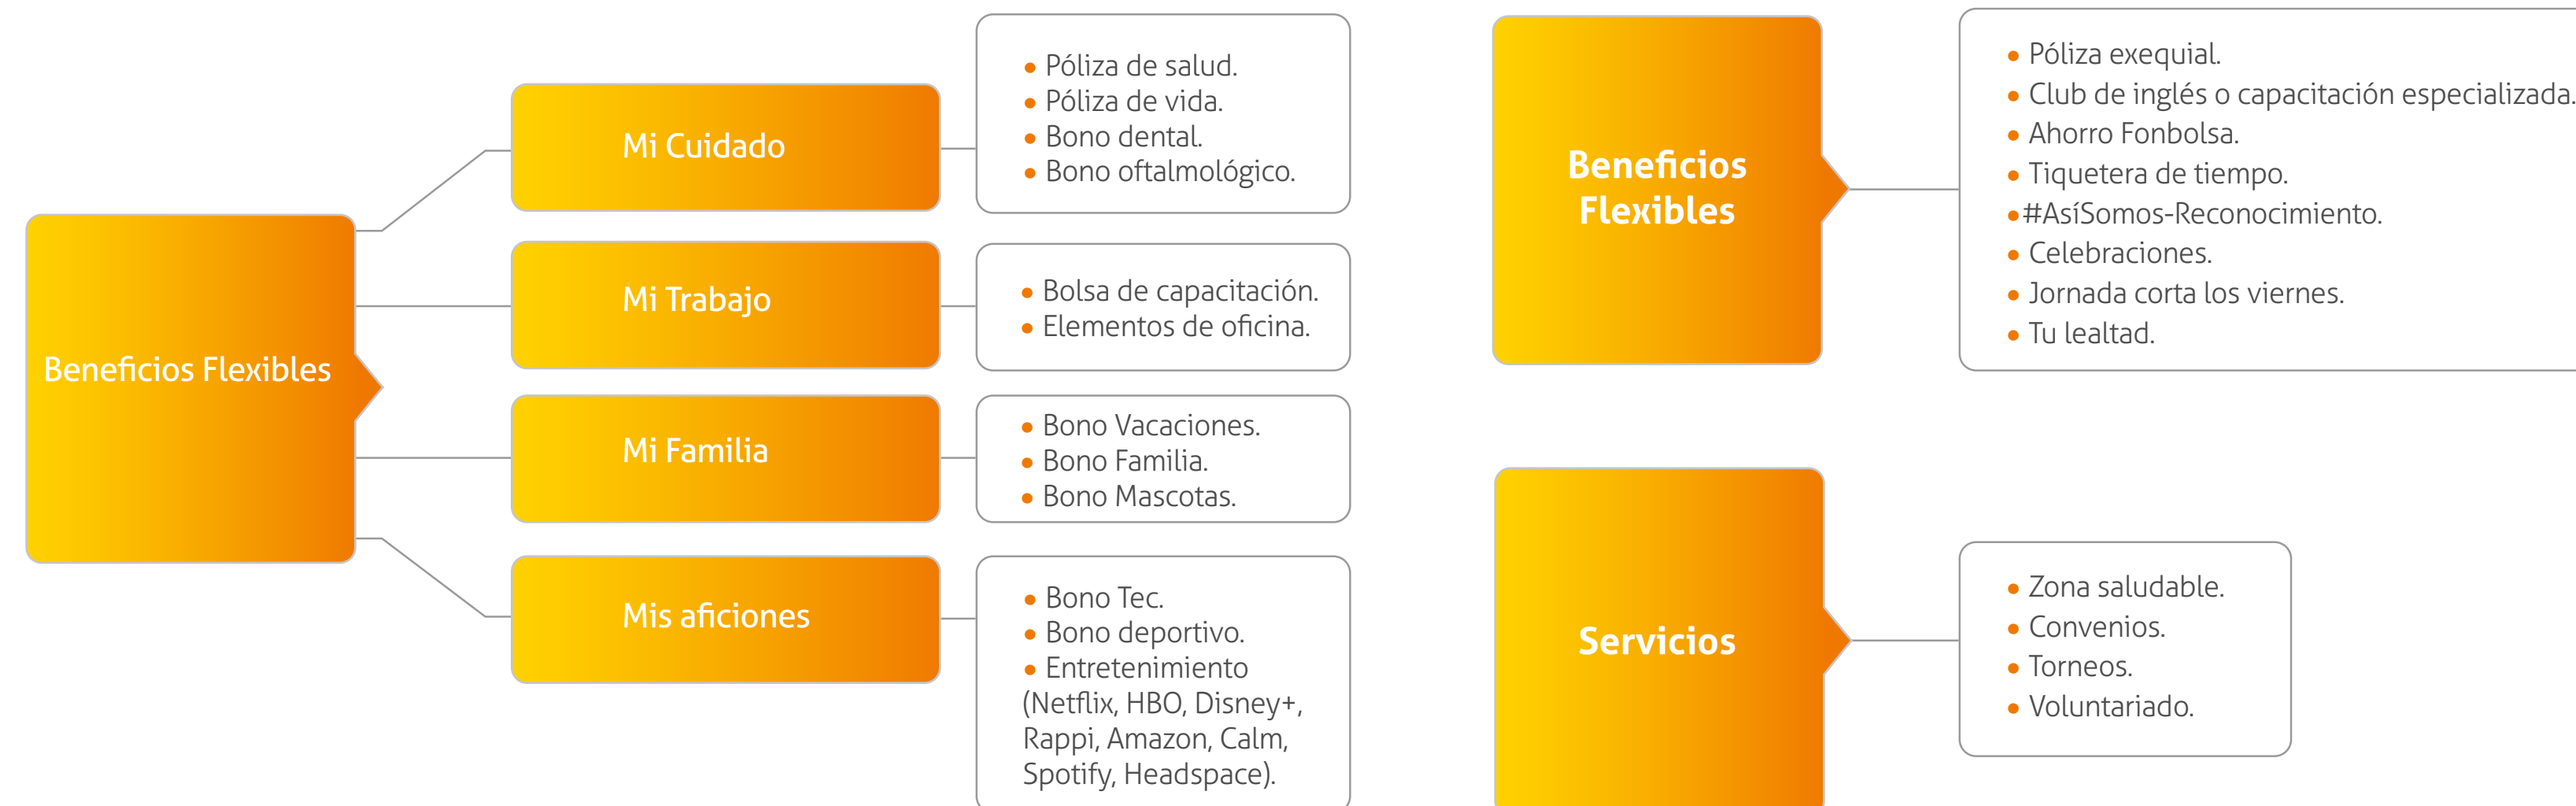 Beneficios Flexibles
Mi Cuidado
• Póliza de salud.
• Póliza de vida.
• Bono dental.
• Bono oftalmológico.
Mi Trabajo
• Bolsa de capacitación.
• Elementos de oficina.
Mi Familia
• Bono Vacaciones.
• Bono Familia.
• Bono Mascotas.
Mis aficiones
• Bono Tec.
• Bono deportivo.
• Entretenimiento
(Netflix, HBO, Disney+,
Rappi, Amazon, Calm,
Spotify, Headspace).
Beneficios
Flexibles
• Póliza exequial.
• Club de inglés o capacitación especializada.
• Ahorro Fonbolsa.
• Tiquetera de tiempo.
•#AsíSomos-Reconocimiento.
• Celebraciones.
• Jornada corta los viernes.
• Tu lealtad.
Servicios
• Zona saludable.
• Convenios.
• Torneos.
• Voluntariado.